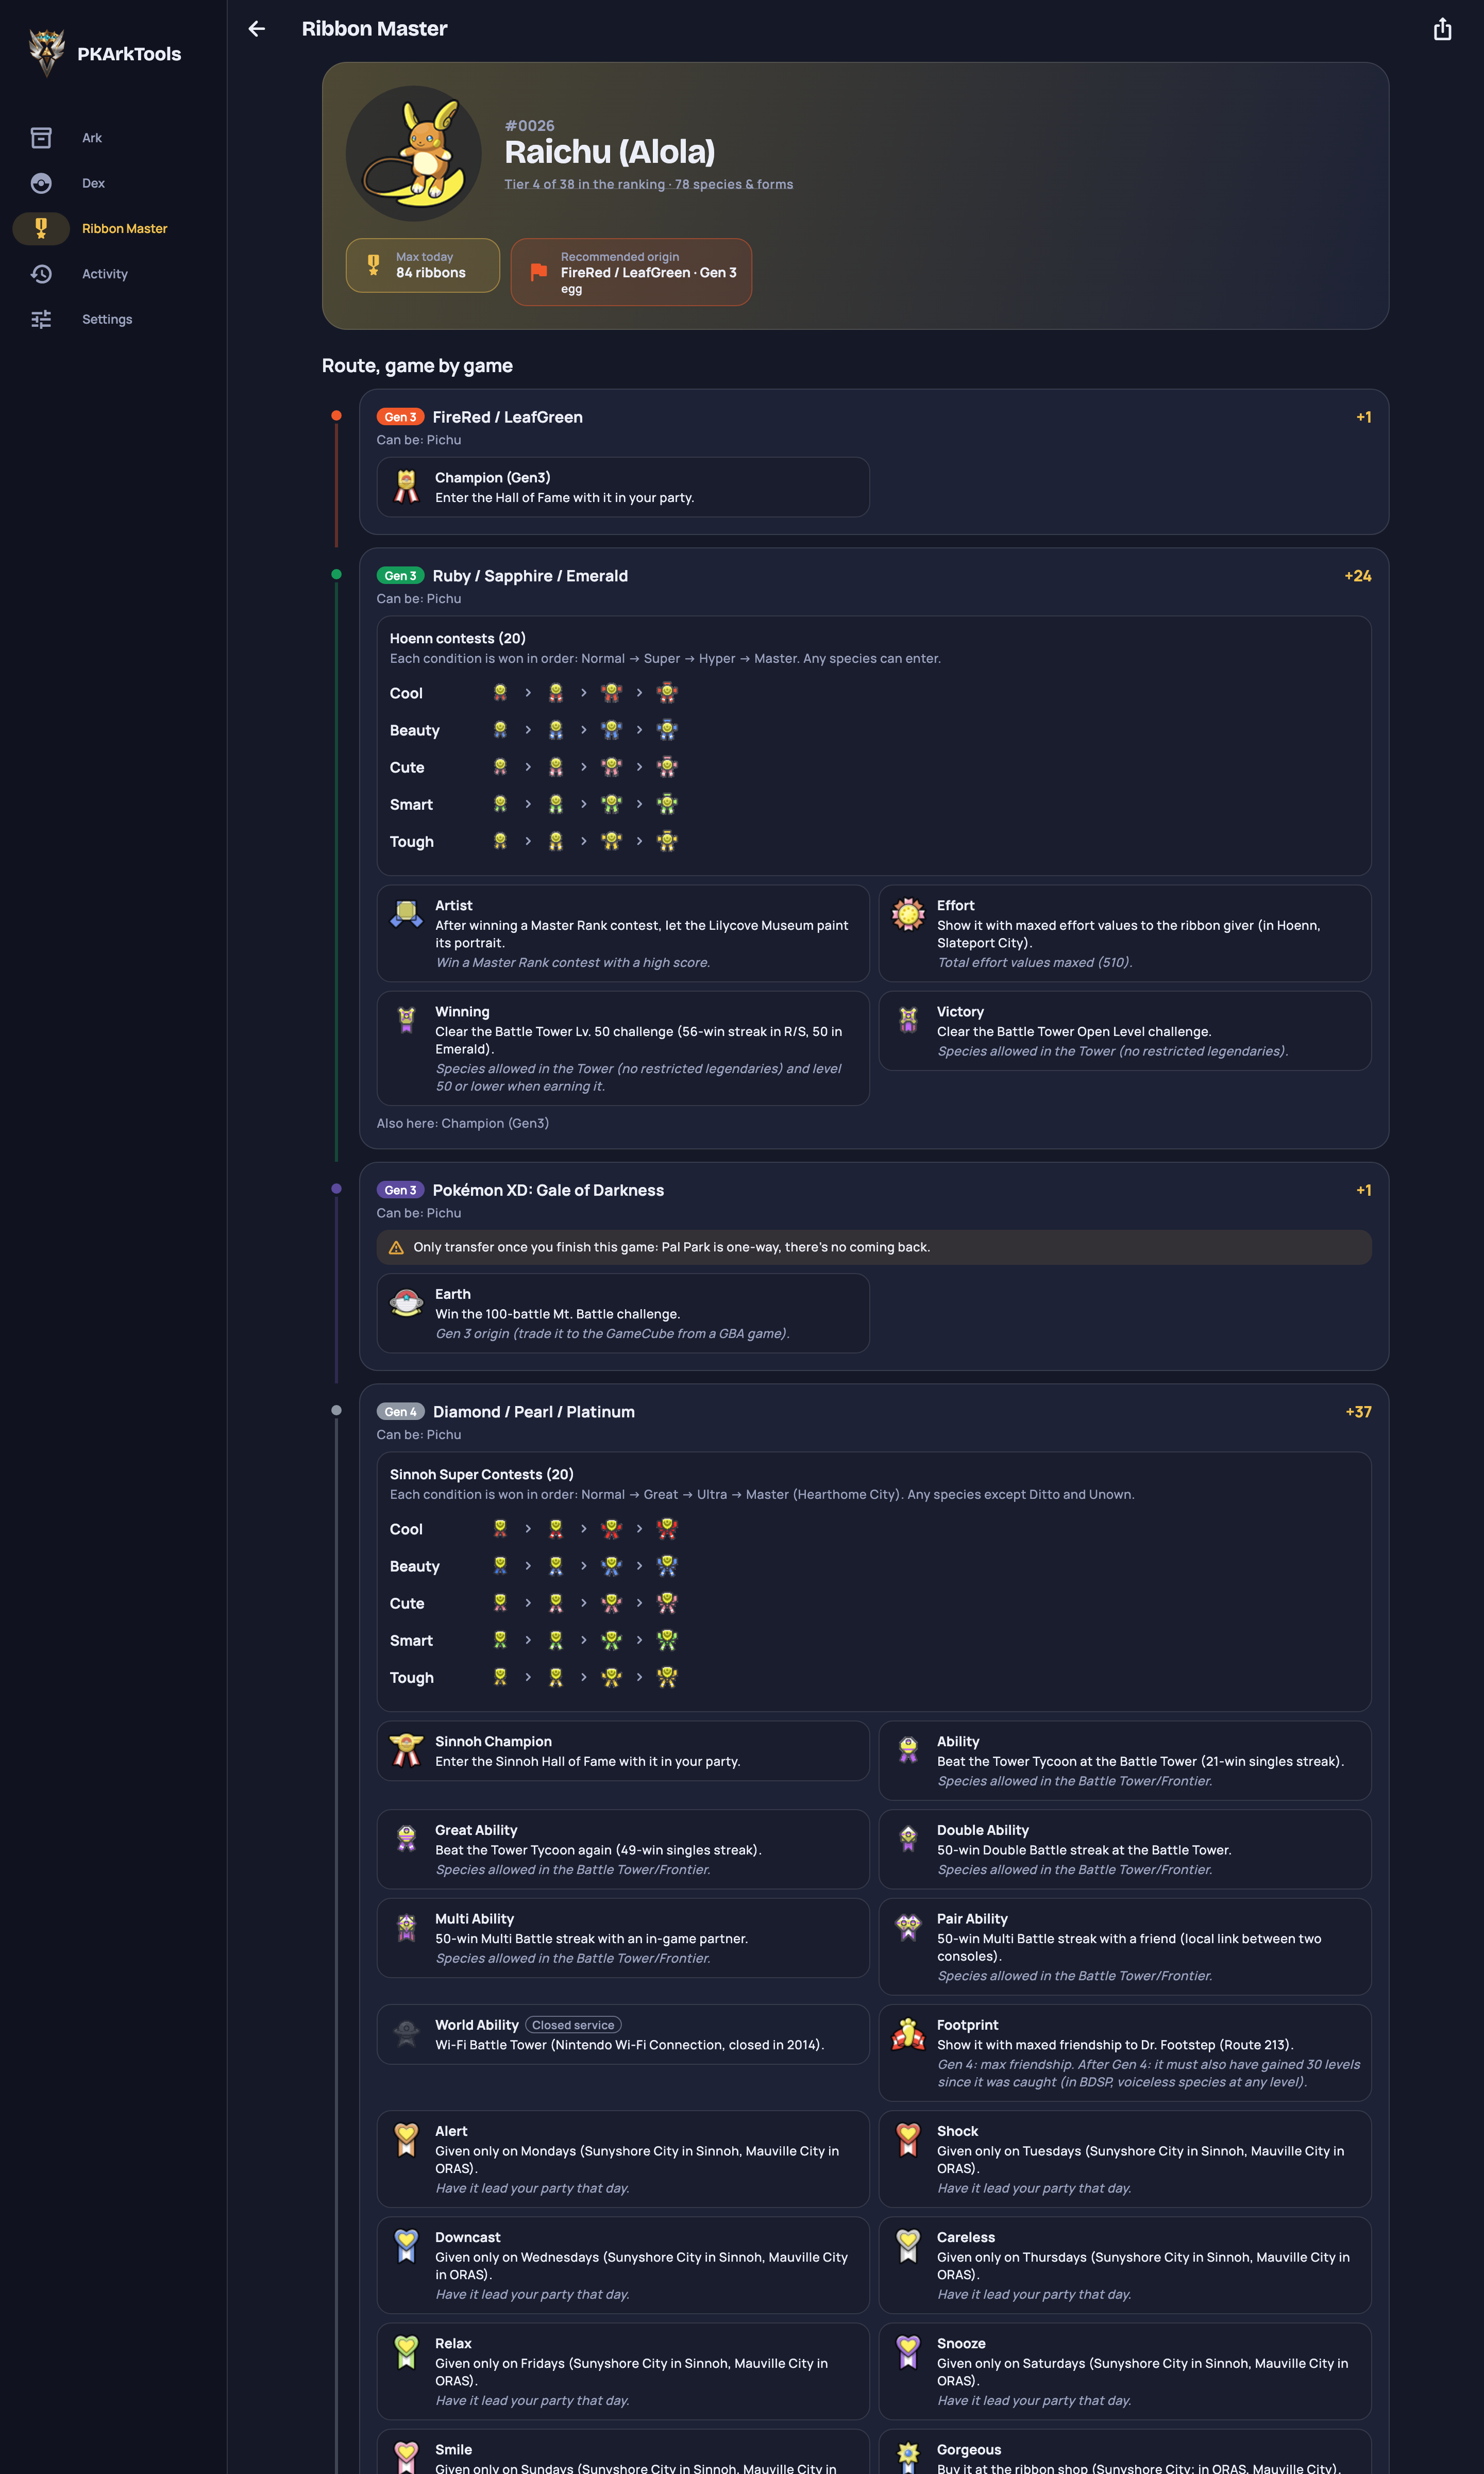 PKArkTools
Ark
Dex
Ribbon Master
Activity
Settings
Ribbon Master
#0026
Raichu (Alola)
Tier 4 of 38 in the ranking · 78 species & forms
Max today
84 ribbons
Recommended origin
FireRed / LeafGreen · Gen 3
egg
Route, game by game
Gen 3 FireRed / LeafGreen +1
Can be: Pichu
Champion (Gen3)
Enter the Hall of Fame with it in your party.
Gen 3 Ruby / Sapphire / Emerald +24
Can be: Pichu
Hoenn contests (20)
Each condition is won in order: Normal → Super → Hyper → Master. Any species can enter.
Cool
Beauty
Cute
Smart
Tough
Artist
After winning a Master Rank contest, let the Lilycove Museum paint
its portrait.
Win a Master Rank contest with a high score.
Effort
Show it with maxed effort values to the ribbon giver (in Hoenn,
Slateport City).
Total effort values maxed (510).
Winning
Clear the Battle Tower Lv. 50 challenge (56-win streak in R/S, 50 in
Emerald).
Species allowed in the Tower (no restricted legendaries) and level
50 or lower when earning it.
Victory
Clear the Battle Tower Open Level challenge.
Species allowed in the Tower (no restricted legendaries).
Also here: Champion (Gen3)
Gen 3 Pokémon XD: Gale of Darkness +1
Can be: Pichu
Only transfer once you finish this game: Pal Park is one-way, there's no coming back.
Earth
Win the 100-battle Mt. Battle challenge.
Gen 3 origin (trade it to the GameCube from a GBA game).
Gen 4 Diamond / Pearl / Platinum +37
Can be: Pichu
Sinnoh Super Contests (20)
Each condition is won in order: Normal → Great → Ultra → Master (Hearthome City). Any species except Ditto and Unown.
Cool
Beauty
Cute
Smart
Tough
Sinnoh Champion
Enter the Sinnoh Hall of Fame with it in your party.
Ability
Beat the Tower Tycoon at the Battle Tower (21-win singles streak).
Species allowed in the Battle Tower/Frontier.
Great Ability
Beat the Tower Tycoon again (49-win singles streak).
Species allowed in the Battle Tower/Frontier.
Double Ability
50-win Double Battle streak at the Battle Tower.
Species allowed in the Battle Tower/Frontier.
Multi Ability
50-win Multi Battle streak with an in-game partner.
Species allowed in the Battle Tower/Frontier.
Pair Ability
50-win Multi Battle streak with a friend (local link between two
consoles).
Species allowed in the Battle Tower/Frontier.
World Ability Closed service
Wi-Fi Battle Tower (Nintendo Wi-Fi Connection, closed in 2014).
Footprint
Show it with maxed friendship to Dr. Footstep (Route 213).
Gen 4: max friendship. After Gen 4: it must also have gained 30 levels
since it was caught (in BDSP, voiceless species at any level).
Alert
Given only on Mondays (Sunyshore City in Sinnoh, Mauville City in
ORAS).
Have it lead your party that day.
Shock
Given only on Tuesdays (Sunyshore City in Sinnoh, Mauville City in
ORAS).
Have it lead your party that day.
Downcast
Given only on Wednesdays (Sunyshore City in Sinnoh, Mauville City
in ORAS).
Have it lead your party that day.
Careless
Given only on Thursdays (Sunyshore City in Sinnoh, Mauville City in
ORAS).
Have it lead your party that day.
Relax
Given only on Fridays (Sunyshore City in Sinnoh, Mauville City in
ORAS).
Have it lead your party that day.
Snooze
Given only on Saturdays (Sunyshore City in Sinnoh, Mauville City in
ORAS).
Have it lead your party that day.
Smile
Given only on Sundays (Sunyshore City in Sinnoh, Mauville City in
Gorgeous
Buy it at the ribbon shop (Sunyshore City; in ORAS, Mauville City).